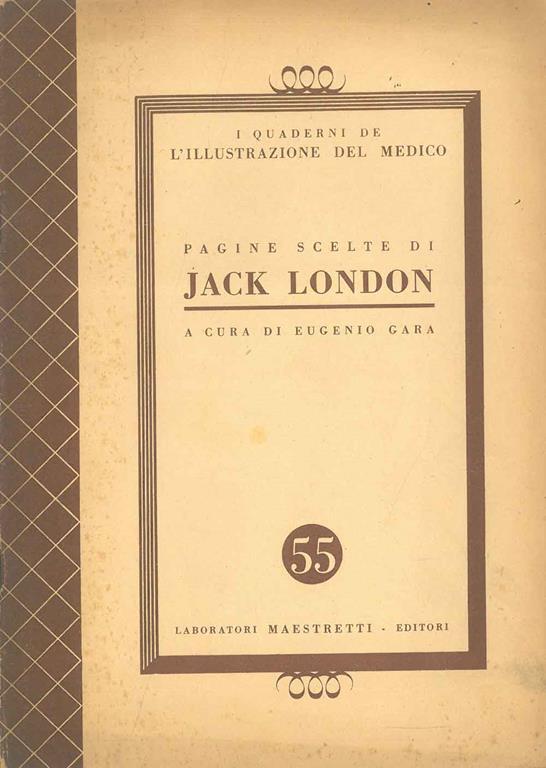 I QUADERNI DE
L'ILLUSTRAZIONE DEL MEDICO
PAGINE SCELTE DI
JACK LONDON
A CURA DI EUGENIO GARA
55
LABORATORI MAESTRETTI - EDITORI